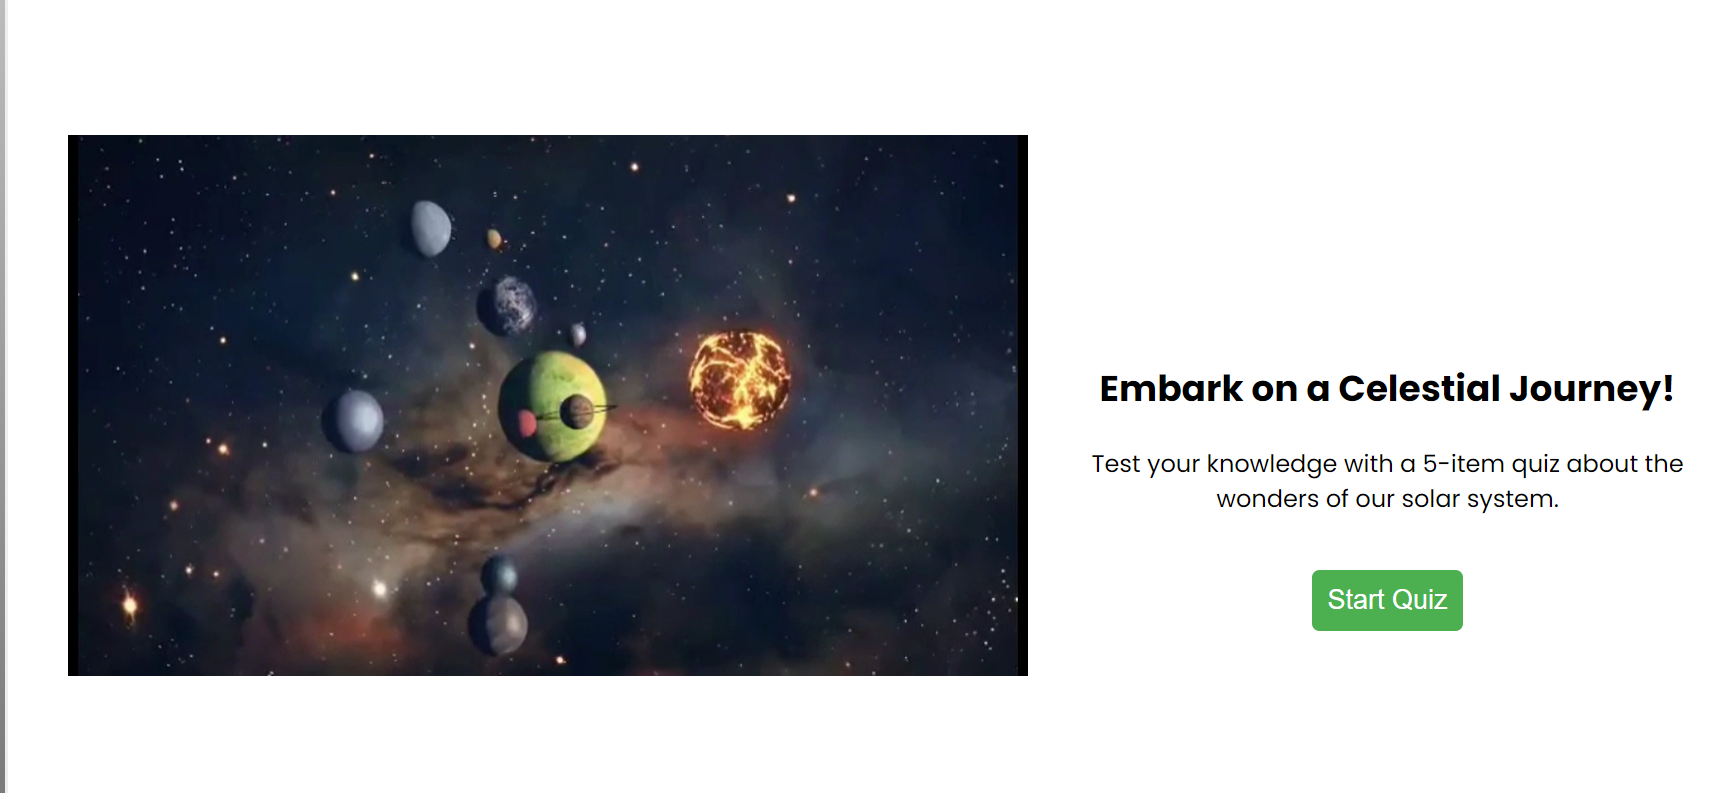 Embark on a Celestial Journey!
Test your knowledge with a 5-item quiz about the
wonders of our solar system.
Start Quiz